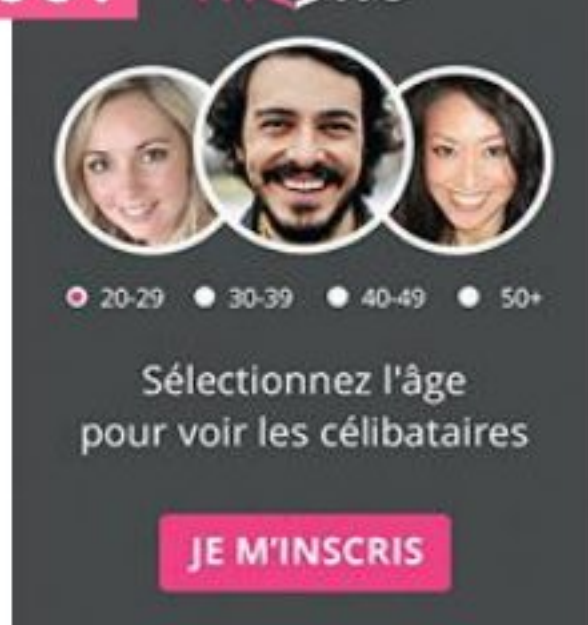 20-29 30-39 40-49 50+
Sélectionnez l'âge
pour voir les célibataires
JE M'INSCRIS